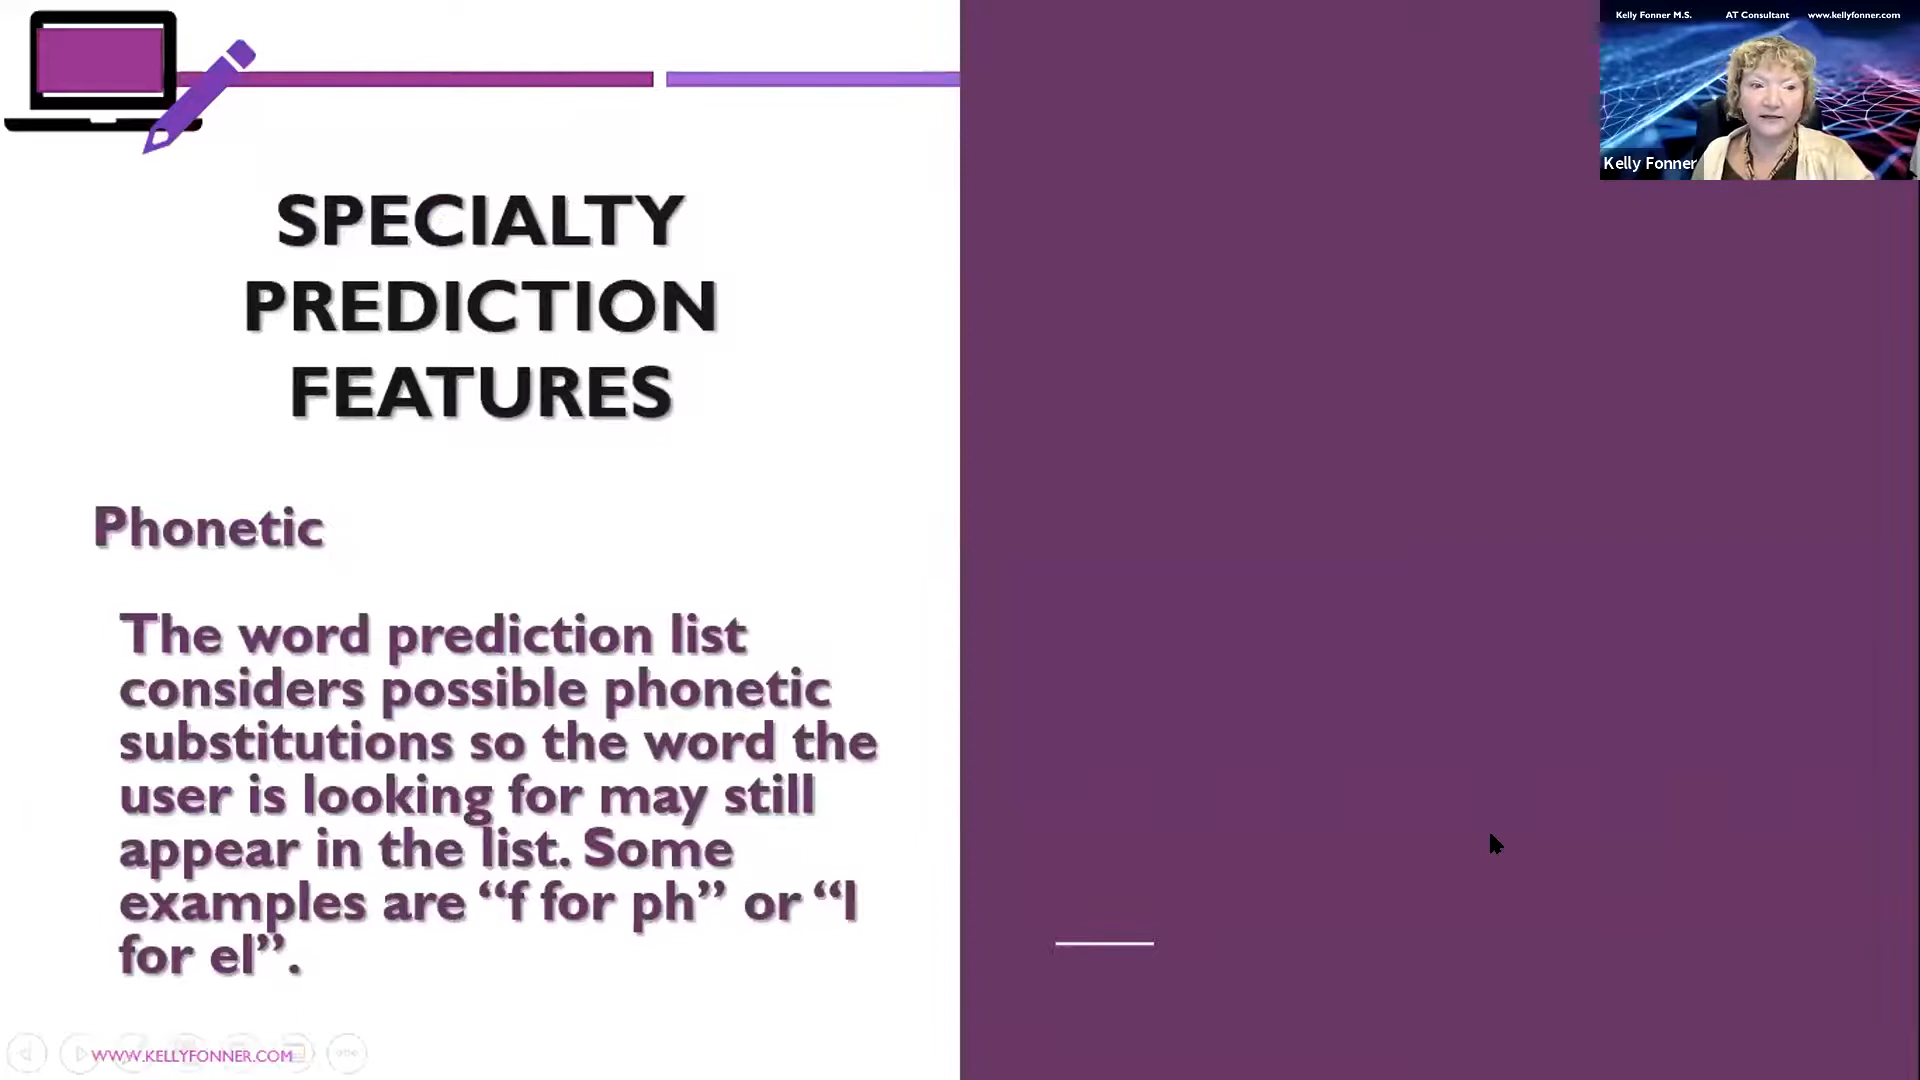 Kelly Fonner M.S. AT Consultant www.kellyfonner.com
Kelly Fonner
SPECIALTY
PREDICTION
FEATURES
Phonetic
The word prediction list
considers possible phonetic
substitutions so the word the
user is looking for may still
appear in the list. Some
examples are “f for ph” or “l
for el”.
WWW.KELLYFONNER.COM